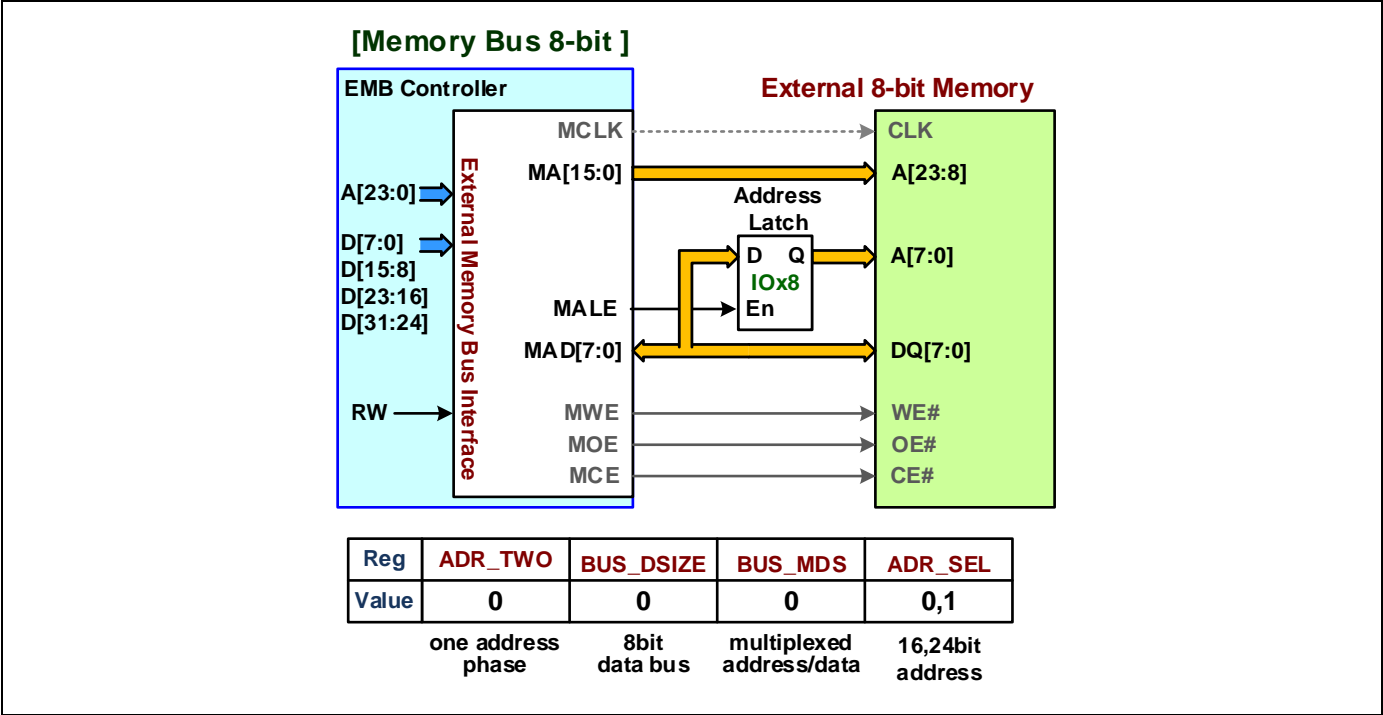 [Memory Bus 8-bit ]
EMB Controller
External 8-bit Memory
MCLK
CLK
MA[15:0]
A[23:8]
External Memory Bus Interface
A[23:0]
Address
Latch
D[7:0]
D[15:8]
D[23:16]
D[31:24]
D Q
IOx8
En
A[7:0]
MALE
MAD[7:0]
DQ[7:0]
RW
MWE
WE#
MOE
OE#
MCE
CE#
Reg ADR_TWO BUS_DSIZE BUS_MDS ADR_SEL
Value 0 0 0 0,1
one address
phase
8bit
data bus
multiplexed
address/data
16,24bit
address